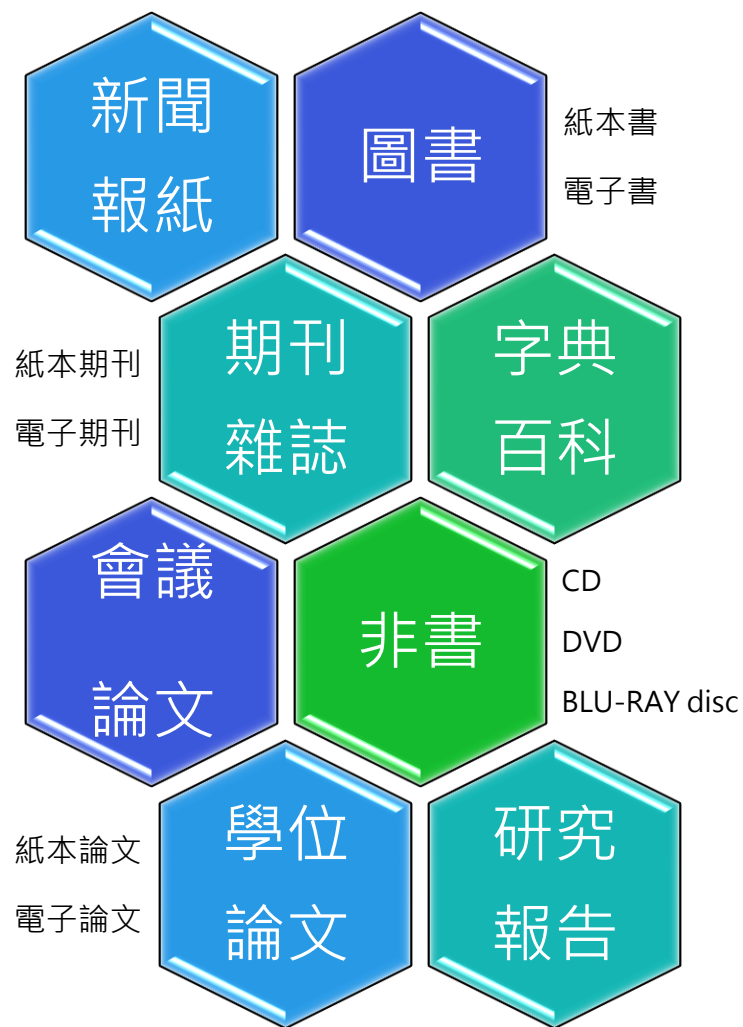 新聞
報紙
圖書
紙本書
電子書
紙本期刊
電子期刊
期刊
雜誌
字典
百科
會議
論文
非書
CD
DVD
BLU-RAY disc
紙本論文
電子論文
學位
論文
研究
報告